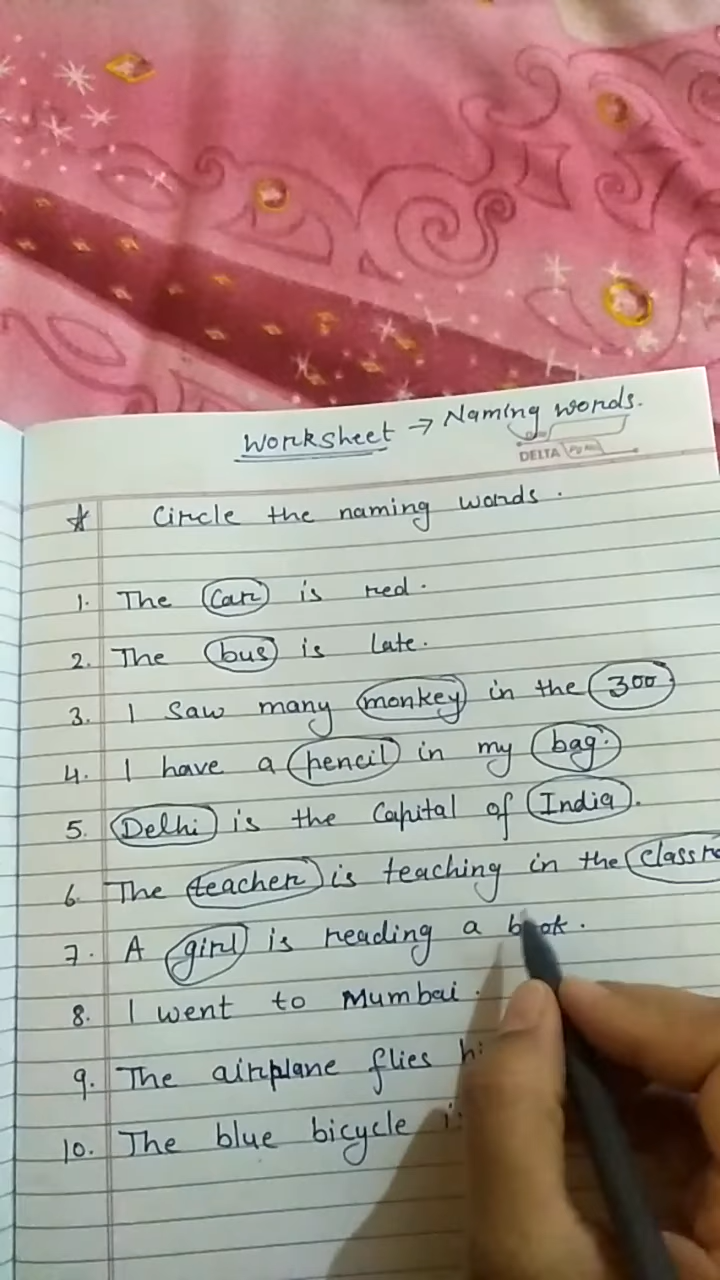 Worksheet → Naming words.
DELTA
☆ Circle the naming words.
1. The car is red.
2. The bus is late.
3. I saw many monkey in the zoo
4. I have a pencil in my bag.
5. Delhi is the Capital of India.
6. The teacher is teaching in the
7. A girl is reading a book.
8. I went to Mumbai.
9. The airplane flies
10. The blue bicycle